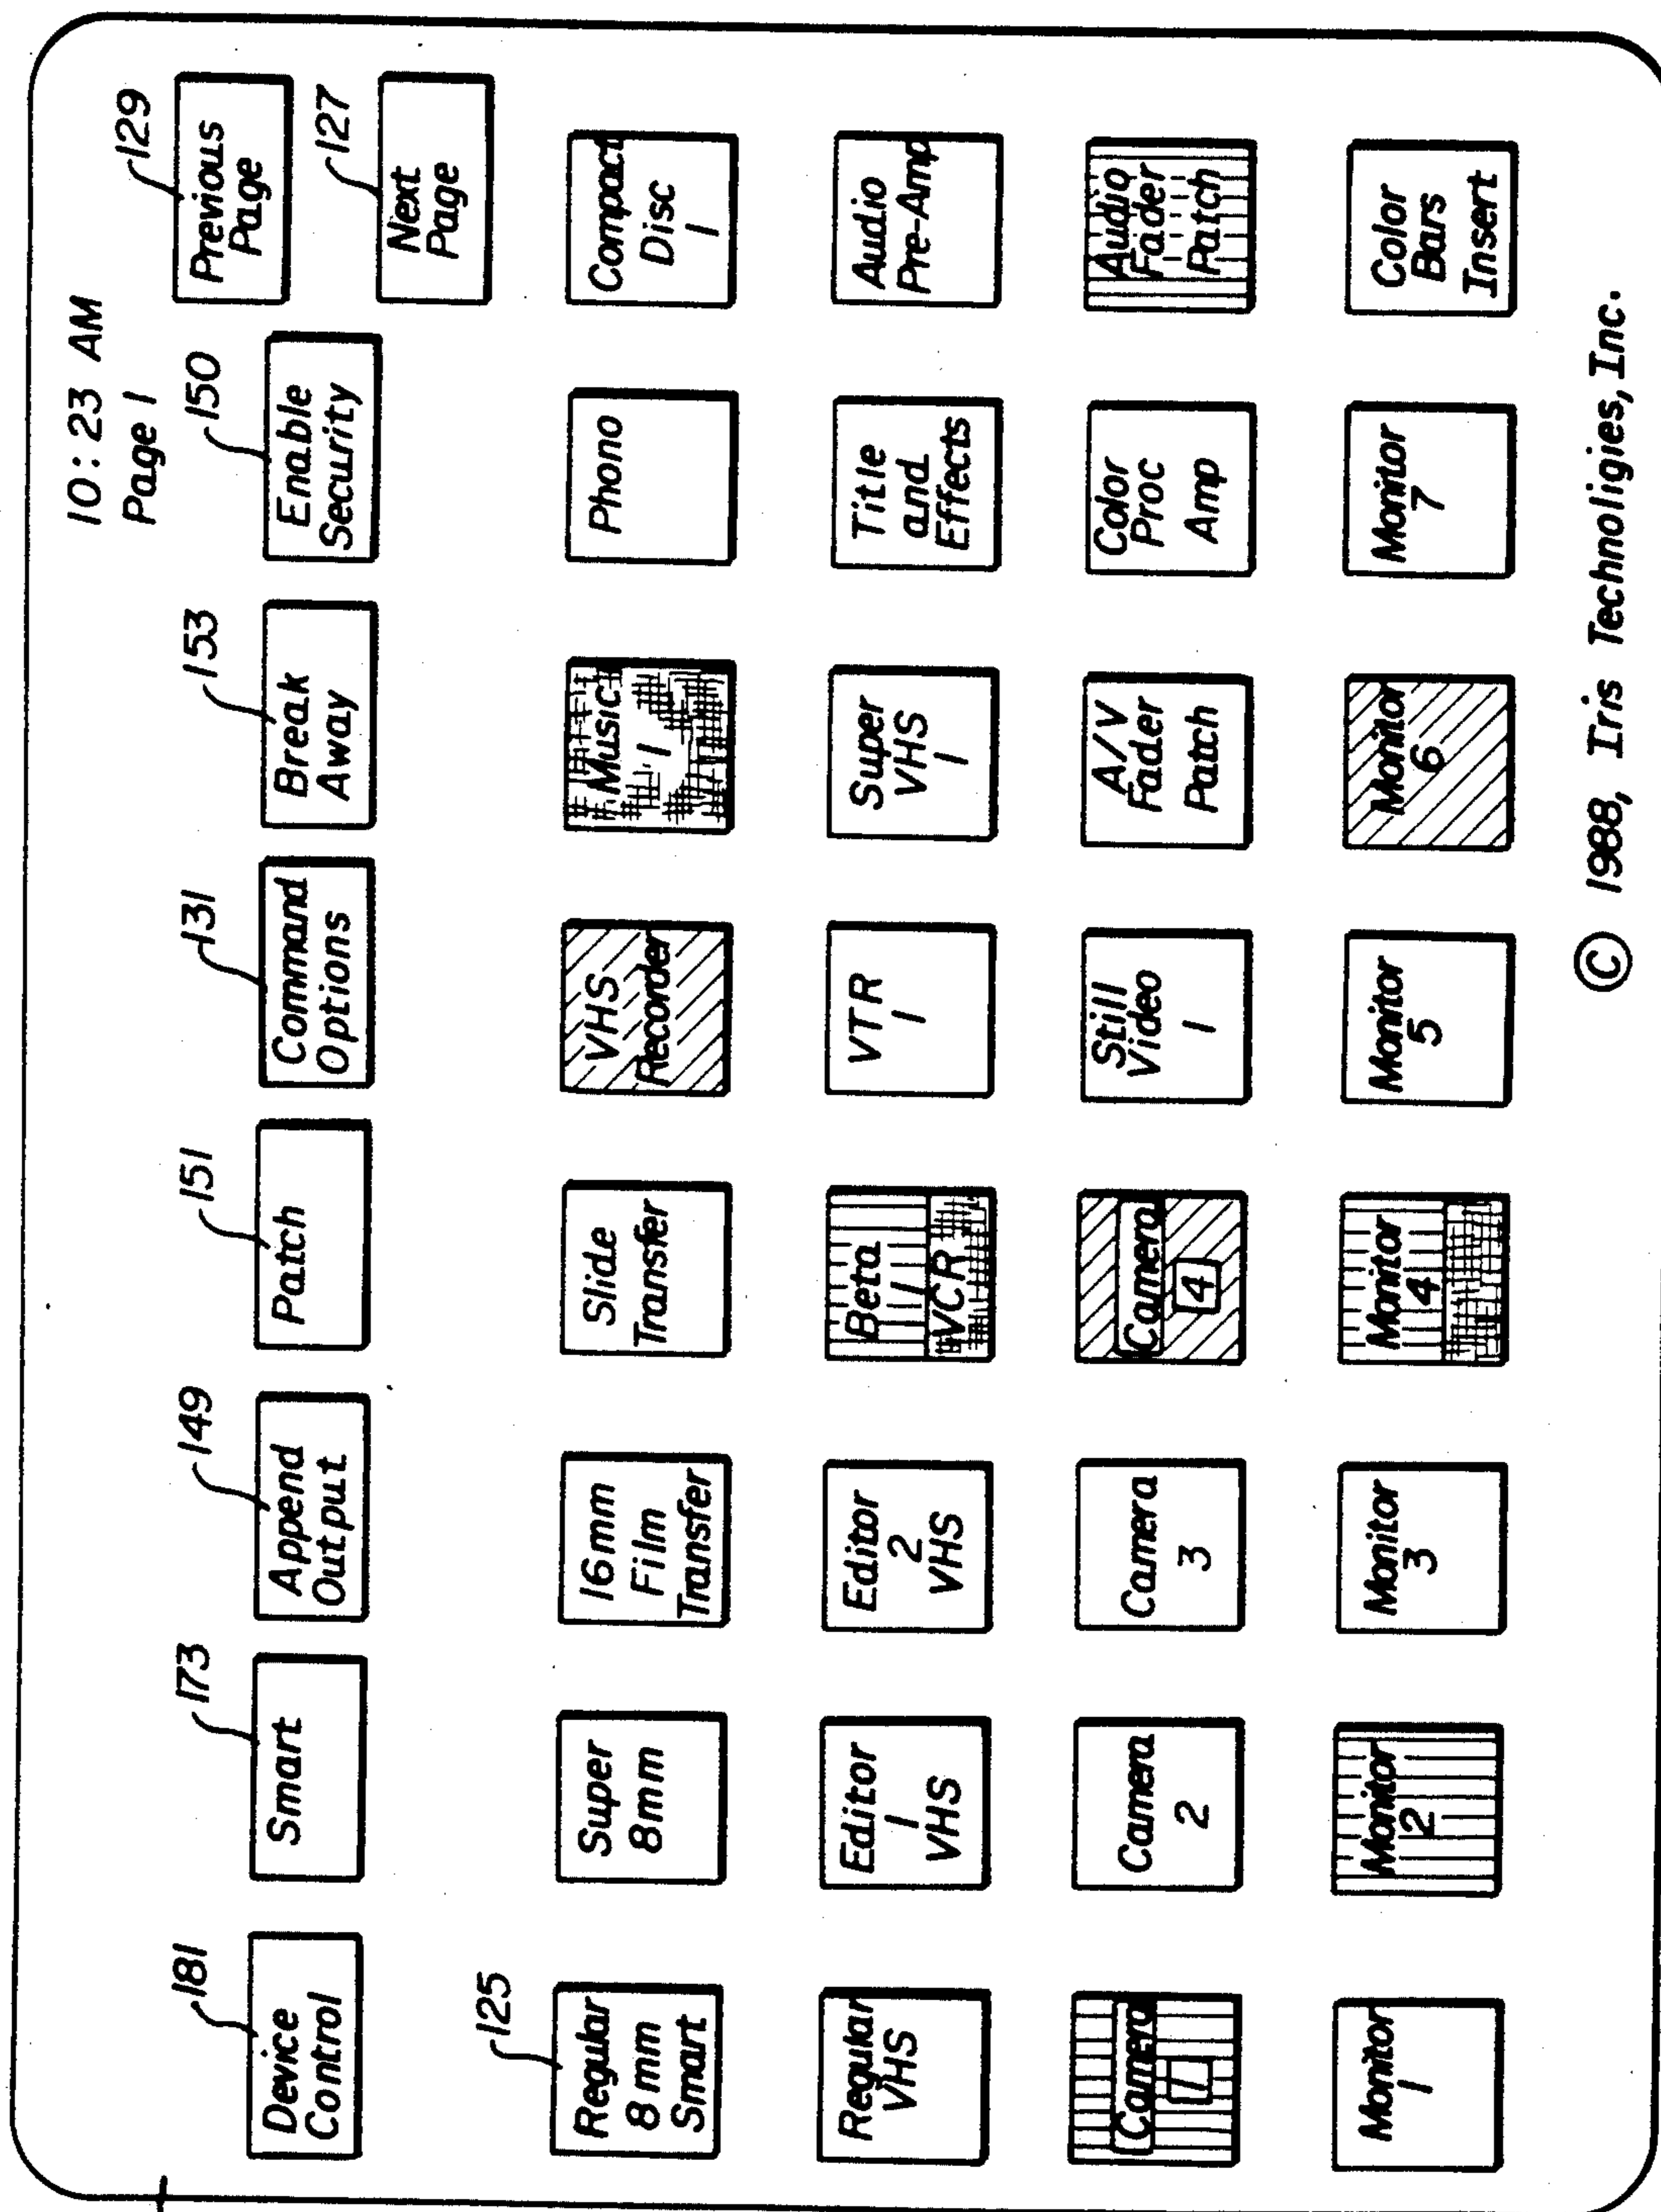 10:23 AM
Page 1
129
Previous
Page
127
Next
Page
150
Enable
Security
153
Break
Away
131
Command
Options
151
Patch
149
Append
Output
173
Smart
181
Device
Control
125
Regular
8mm
Smart
Super
8mm
16mm
Film
Transfer
Slide
Transfer
VHS
Recorder
Music
1
Phono
Compact
Disc
1
Regular
VHS
Editor
1
VHS
Editor
2
VHS
Beta
1
VCR
VTR
1
Super
VHS
1
Title
and
Effects
Audio
Pre-Amp
Camera
1
Camera
2
Camera
3
Camera
4
Still
Video
1
A/V
Fader
Patch
Color
Proc
Amp
Audio
Fader
Patch
Monitor
1
Monitor
2
Monitor
3
Monitor
4
Monitor
5
Monitor
6
Monitor
7
Color
Bars
Insert
© 1988, Iris Technoligies, Inc.